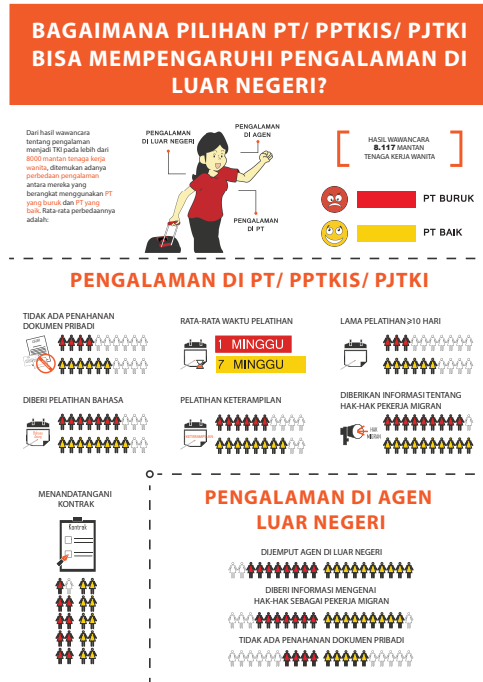 BAGAIMANA PILIHAN PT/ PPTKIS/ PJTKI
BISA MEMPENGARUHI PENGALAMAN DI
LUAR NEGERI?
Dari hasil wawancara
tentang pengalaman
menjadi TKI pada lebih dari
8000 mantan tenaga kerja
wanita, ditemukan adanya
perbedaan pengalaman
antara mereka yang
berangkat menggunakan PT
yang buruk dan PT yang
baik. Rata-rata perbedaannya
adalah:
PENGALAMAN
DI LUAR NEGERI
PENGALAMAN
DI AGEN
PENGALAMAN
DI PT
HASIL WAWANCARA
8.117 MANTAN
TENAGA KERJA WANITA
PT BURUK
PT BAIK
PENGALAMAN DI PT/ PPTKIS/ PJTKI
TIDAK ADA PENAHANAN
DOKUMEN PRIBADI
RATA-RATA WAKTU PELATIHAN
1 MINGGU
7 MINGGU
LAMA PELATIHAN ⩾10 HARI
DIBERI PELATIHAN BAHASA
PELATIHAN KETERAMPILAN
DIBERIKAN INFORMASI TENTANG
HAK-HAK PEKERJA MIGRAN
HAK
MIGRAN
MENANDATANGANI
KONTRAK
Kontrak
PENGALAMAN DI AGEN
LUAR NEGERI
DIJEMPUT AGEN DI LUAR NEGERI
DIBERI INFORMASI MENGENAI
HAK-HAK SEBAGAI PEKERJA MIGRAN
TIDAK ADA PENAHANAN DOKUMEN PRIBADI